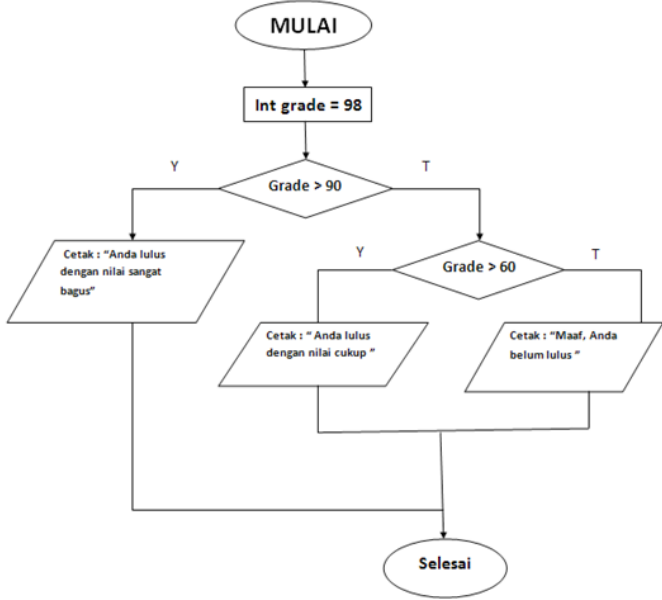 MULAI
Int grade = 98
Y
T
Grade > 90
Cetak : “Anda lulus
dengan nilai sangat
bagus”
Y
T
Grade > 60
Cetak : “ Anda lulus
dengan nilai cukup ”
Cetak : “Maaf, Anda
belum lulus ”
Selesai